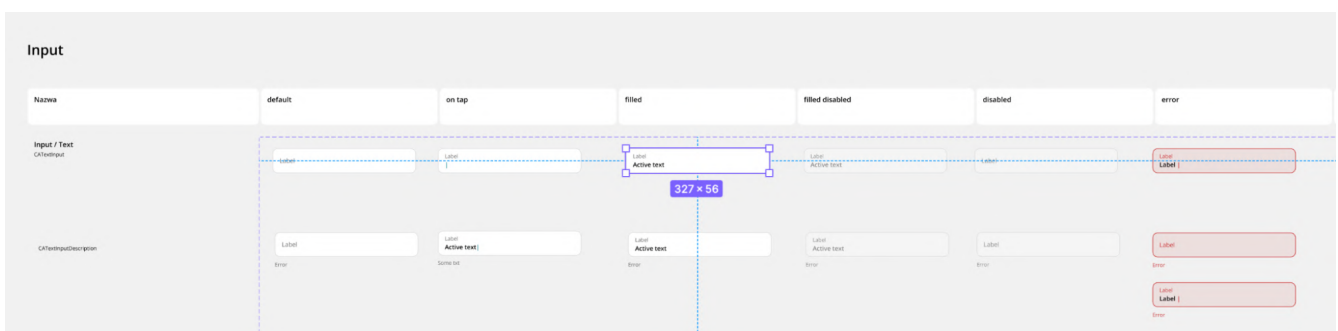 Input
Nazwa
default
on tap
filled
filled disabled
disabled
error
Input / Text
CATextInput
Label
Label
|
Label
Active text
Label
Active text
Label
Label
Label |
327 × 56
CATextInputDescription
Label
Error
Label
Active text|
Some txt
Label
Active text
Error
Label
Active text
Error
Label
Error
Label
Error
Label
Label |
Error